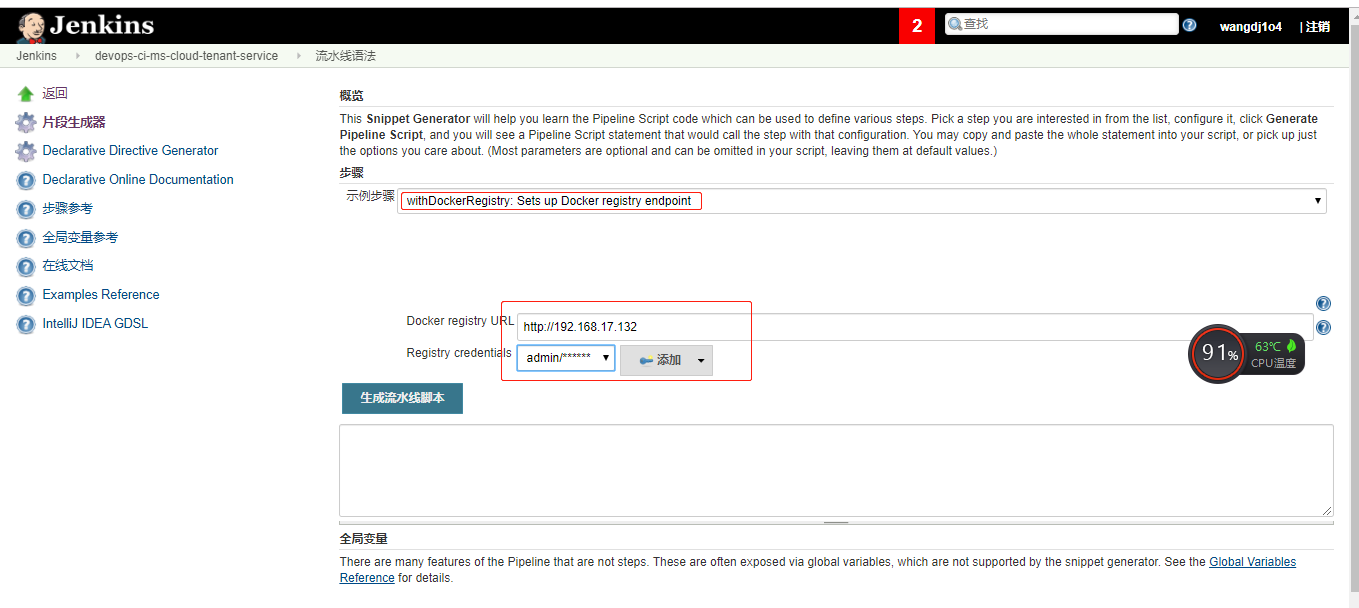 Jenkins
2
查找
wangdj1o4
| 注销
Jenkins
devops-ci-ms-cloud-tenant-service
流水线语法
返回
片段生成器
Declarative Directive Generator
Declarative Online Documentation
步骤参考
全局变量参考
在线文档
Examples Reference
IntelliJ IDEA GDSL
概览
This Snippet Generator will help you learn the Pipeline Script code which can be used to define various steps. Pick a step you are interested in from the list, configure it, click Generate
Pipeline Script, and you will see a Pipeline Script statement that would call the step with that configuration. You may copy and paste the whole statement into your script, or pick up just
the options you care about. (Most parameters are optional and can be omitted in your script, leaving them at default values.)
步骤
示例步骤
withDockerRegistry: Sets up Docker registry endpoint
Docker registry URL
http://192.168.17.132
Registry credentials
admin/******
添加
91%
63℃
CPU温度
生成流水线脚本
全局变量
There are many features of the Pipeline that are not steps. These are often exposed via global variables, which are not supported by the snippet generator. See the Global Variables
Reference for details.